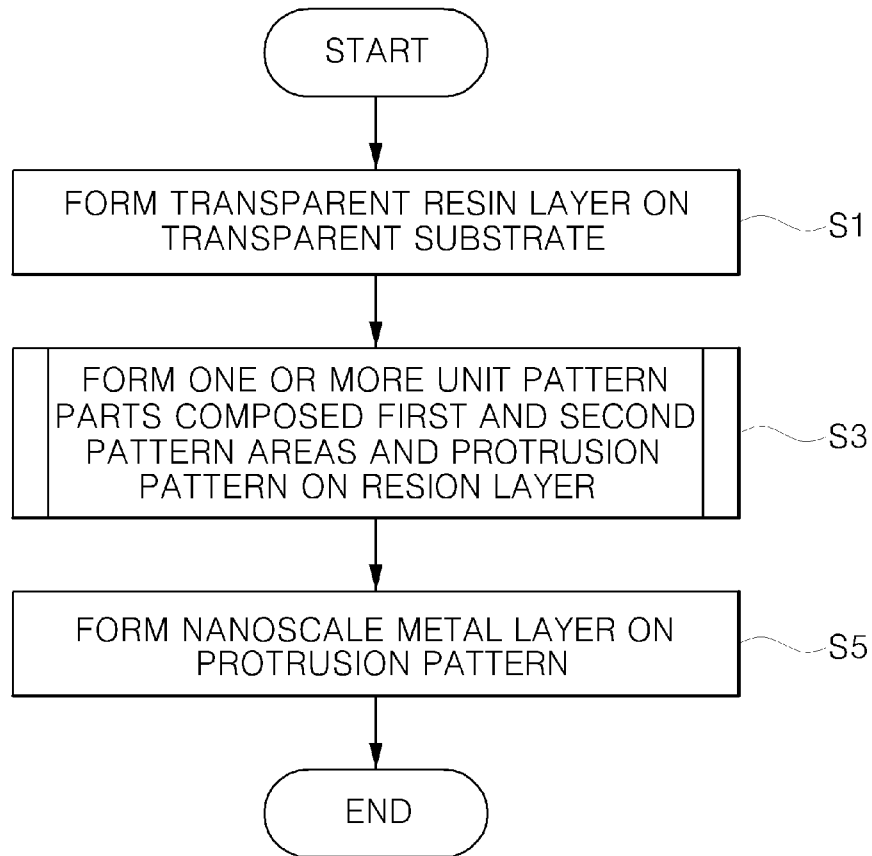 START
FORM TRANSPARENT RESIN LAYER ON
TRANSPARENT SUBSTRATE
S1
FORM ONE OR MORE UNIT PATTERN
PARTS COMPOSED FIRST AND SECOND
PATTERN AREAS AND PROTRUSION
PATTERN ON RESION LAYER
S3
FORM NANOSCALE METAL LAYER ON
PROTRUSION PATTERN
S5
END